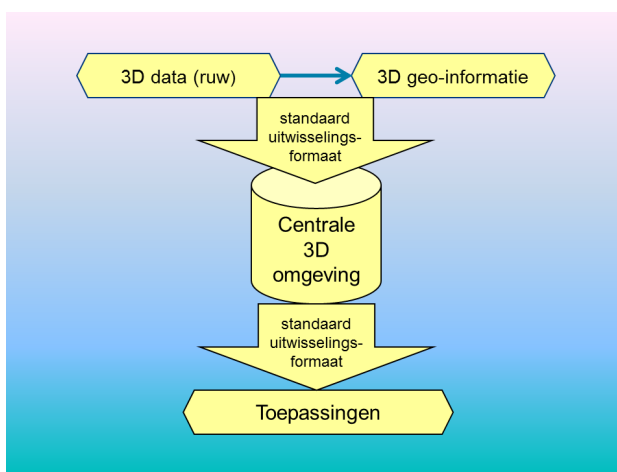 3D data (ruw)
3D geo-informatie
standaard
uitwisselings-
formaat
Centrale
3D
omgeving
standaard
uitwisselings-
formaat
Toepassingen